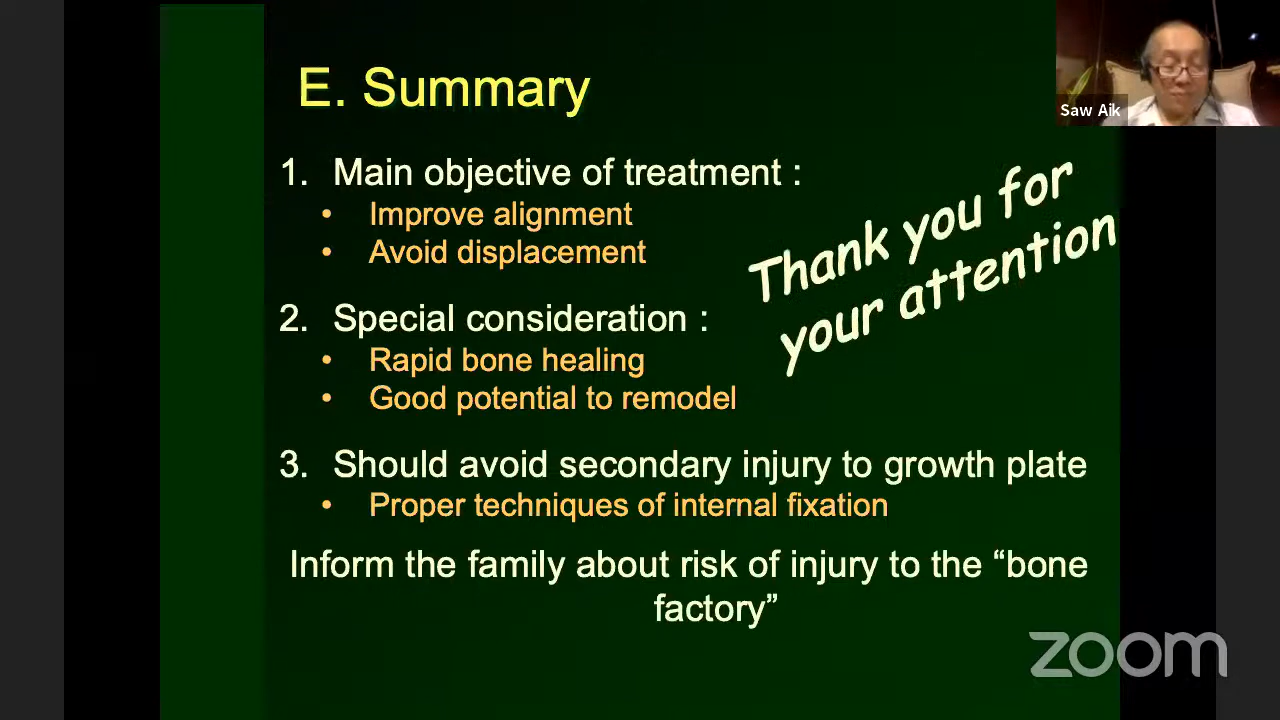 E. Summary
Saw Aik
1. Main objective of treatment :
• Improve alignment
• Avoid displacement
Thank you for
your attention
2. Special consideration :
• Rapid bone healing
• Good potential to remodel
3. Should avoid secondary injury to growth plate
• Proper techniques of internal fixation
Inform the family about risk of injury to the “bone
factory”
zoom